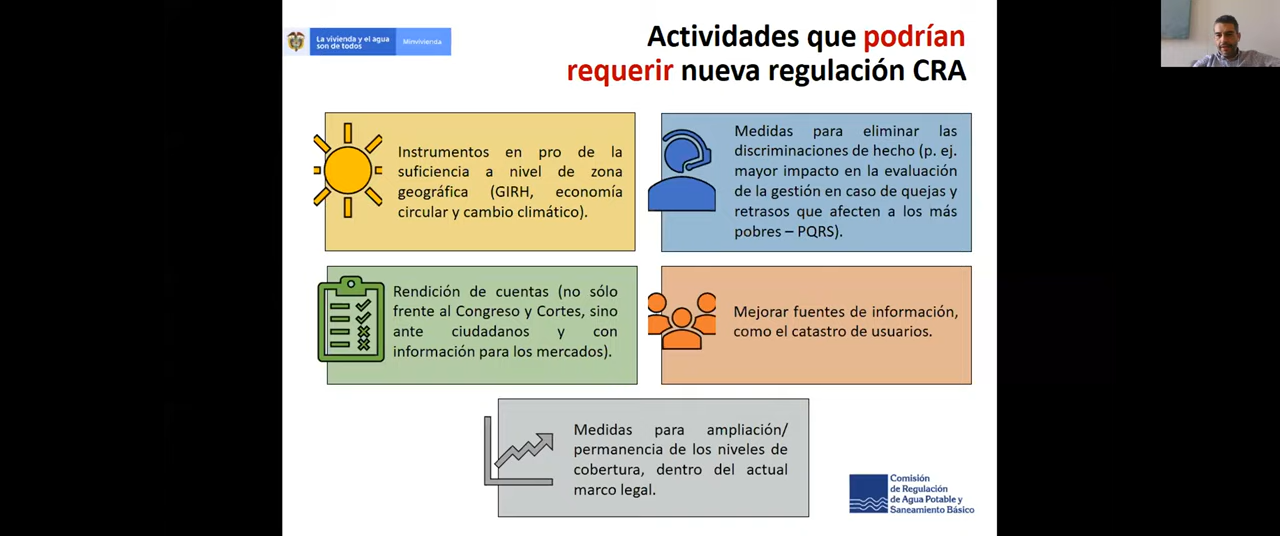 La vivienda y el agua
son de todos
Minvivienda
Actividades que podrían
requerir nueva regulación CRA
Instrumentos en pro de la
suficiencia a nivel de zona
geográfica (GIRH, economía
circular y cambio climático).
Medidas para eliminar las
discriminaciones de hecho (p. ej.
mayor impacto en la evaluación
de la gestión en caso de quejas y
retrasos que afecten a los más
pobres – PQRS).
Rendición de cuentas (no sólo
frente al Congreso y Cortes, sino
ante ciudadanos y con
información para los mercados).
Mejorar fuentes de información,
como el catastro de usuarios.
Medidas para ampliación/
permanencia de los niveles de
cobertura, dentro del actual
marco legal.
Comisión
de Regulación
de Agua Potable y
Saneamiento Básico